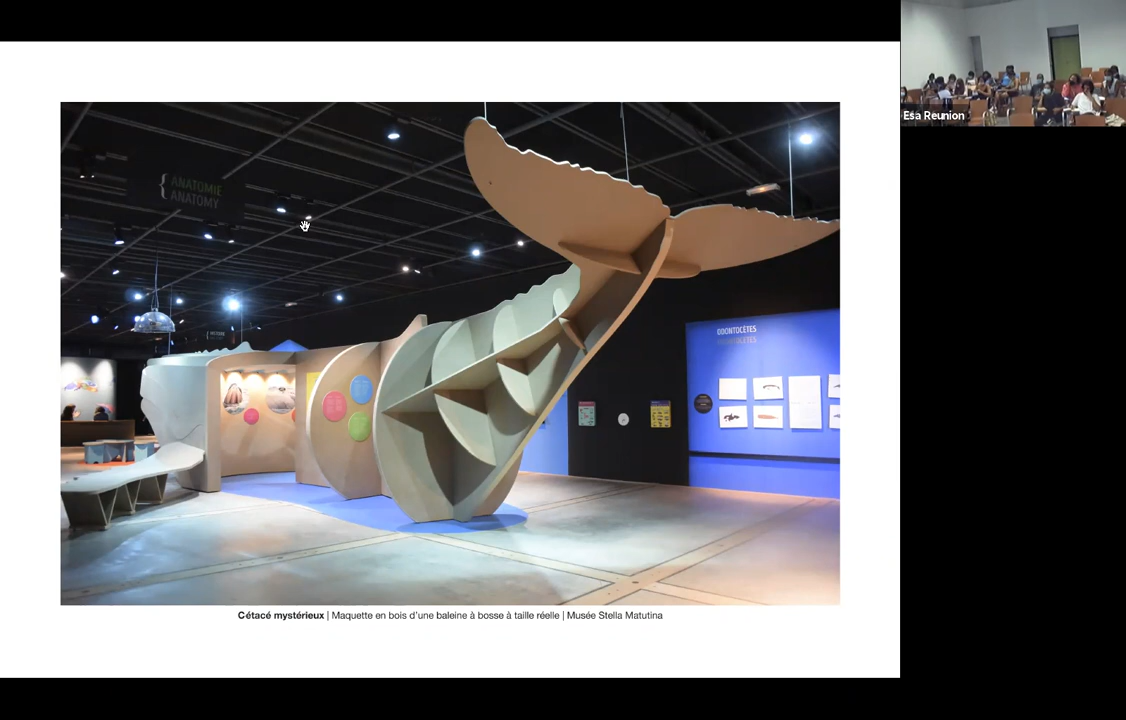 Esa Reunion
{ ANATOMIE
ANATOMY
ODONTOCÈTES
Cétacé mystérieux | Maquette en bois d'une baleine à bosse à taille réelle | Musée Stella Matutina